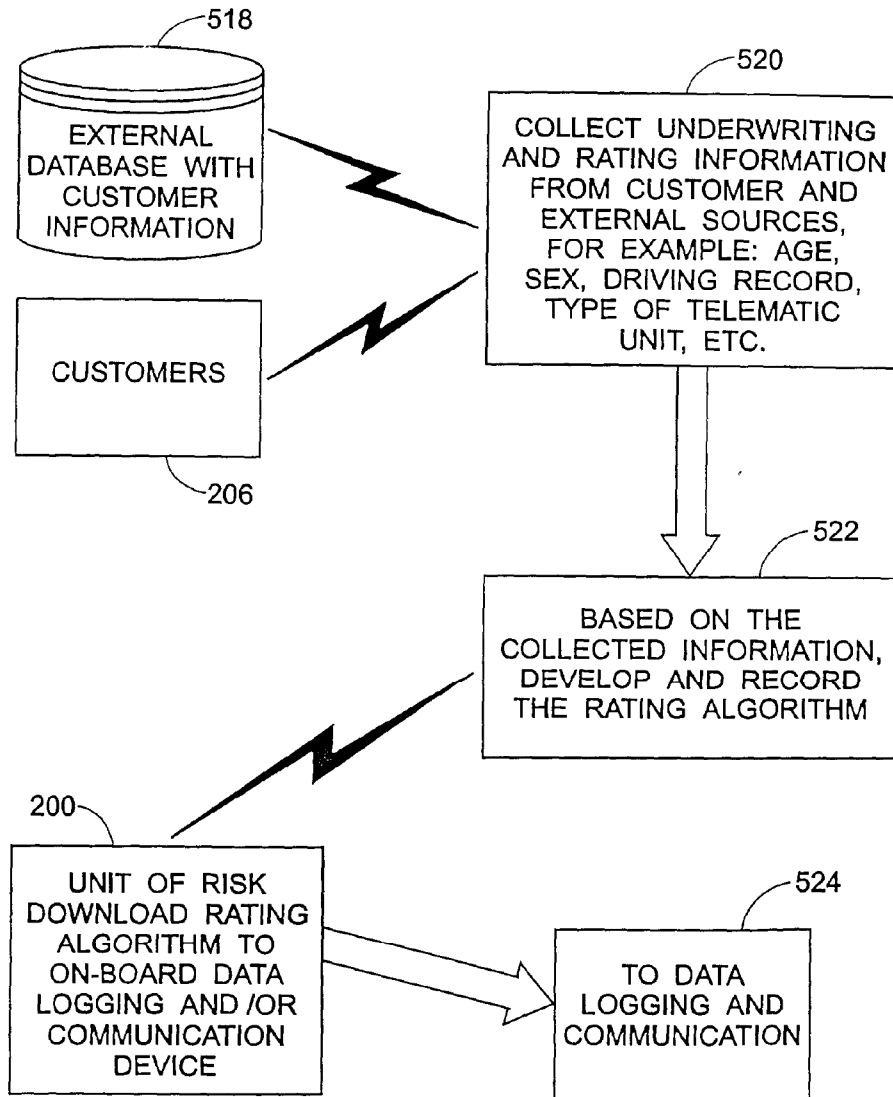 518
EXTERNAL
DATABASE WITH
CUSTOMER
INFORMATION
520
COLLECT UNDERWRITING
AND RATING INFORMATION
FROM CUSTOMER AND
EXTERNAL SOURCES,
FOR EXAMPLE: AGE,
SEX, DRIVING RECORD,
TYPE OF TELEMATIC
UNIT, ETC.
CUSTOMERS
206
522
BASED ON THE
COLLECTED INFORMATION,
DEVELOP AND RECORD
THE RATING ALGORITHM
200
UNIT OF RISK
DOWNLOAD RATING
ALGORITHM TO
ON-BOARD DATA
LOGGING AND /OR
COMMUNICATION
DEVICE
524
TO DATA
LOGGING AND
COMMUNICATION